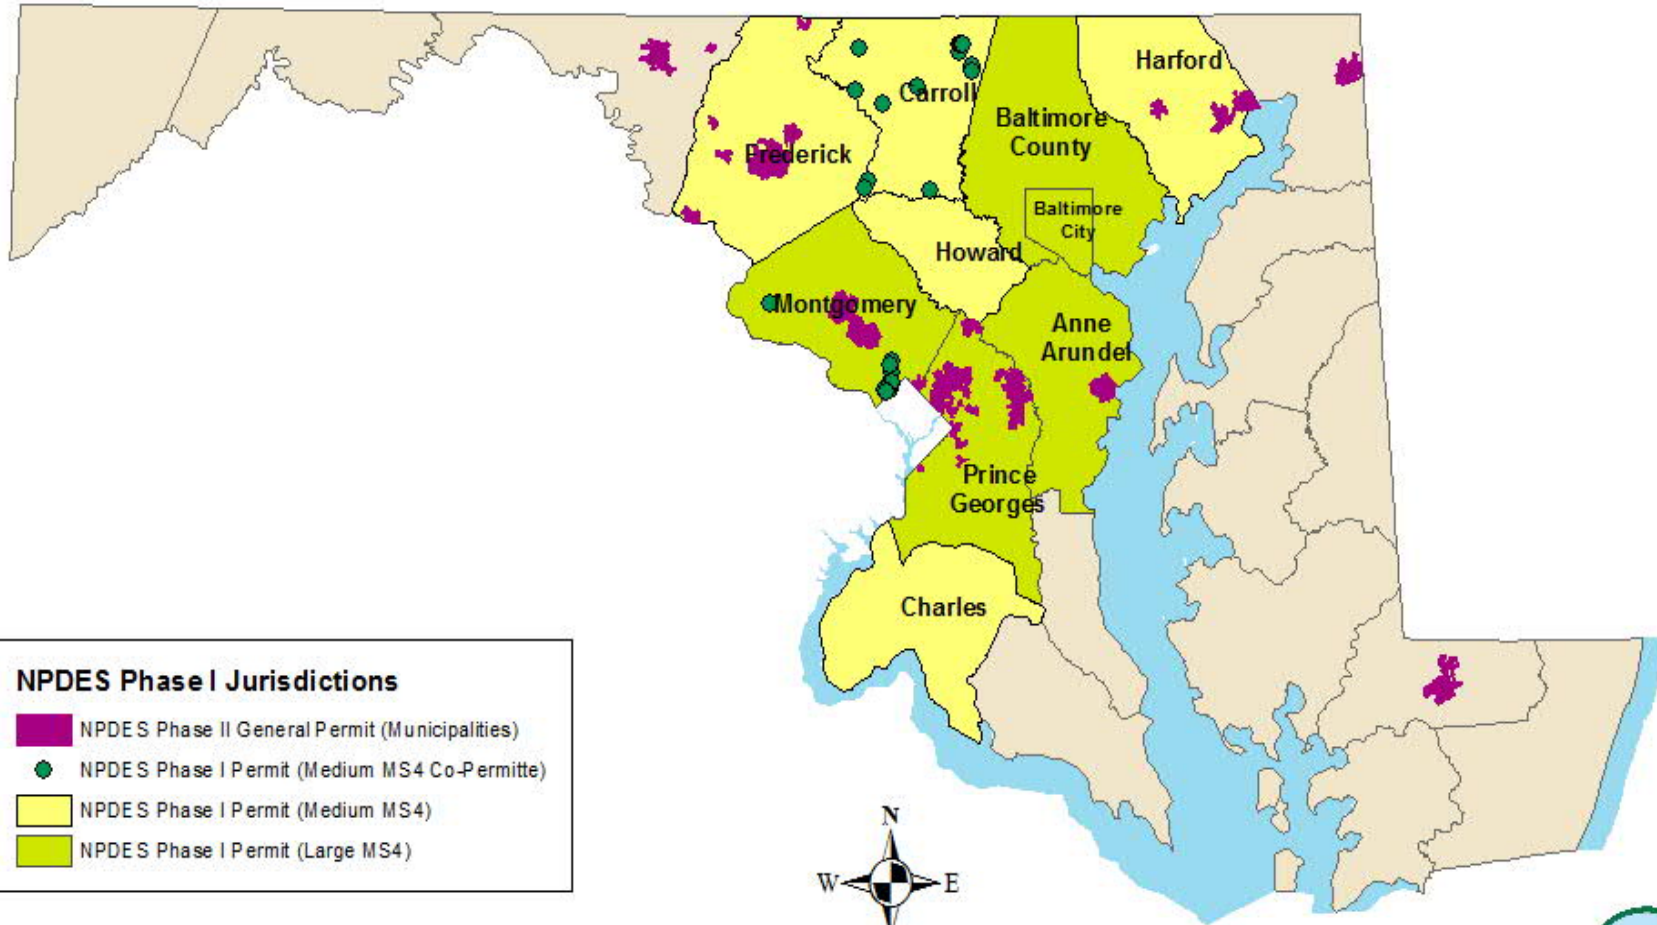 Harford
Carroll
Baltimore
County
Frederick
Baltimore
City
Howard
Montgomery
Anne
Arundel
Prince
Georges
Charles
NPDES Phase I Jurisdictions
NPDES Phase II General Permit (Municipalities)
NPDES Phase I Permit (Medium MS4 Co-Permitte)
NPDES Phase I Permit (Medium MS4)
NPDES Phase I Permit (Large MS4)
N
W E